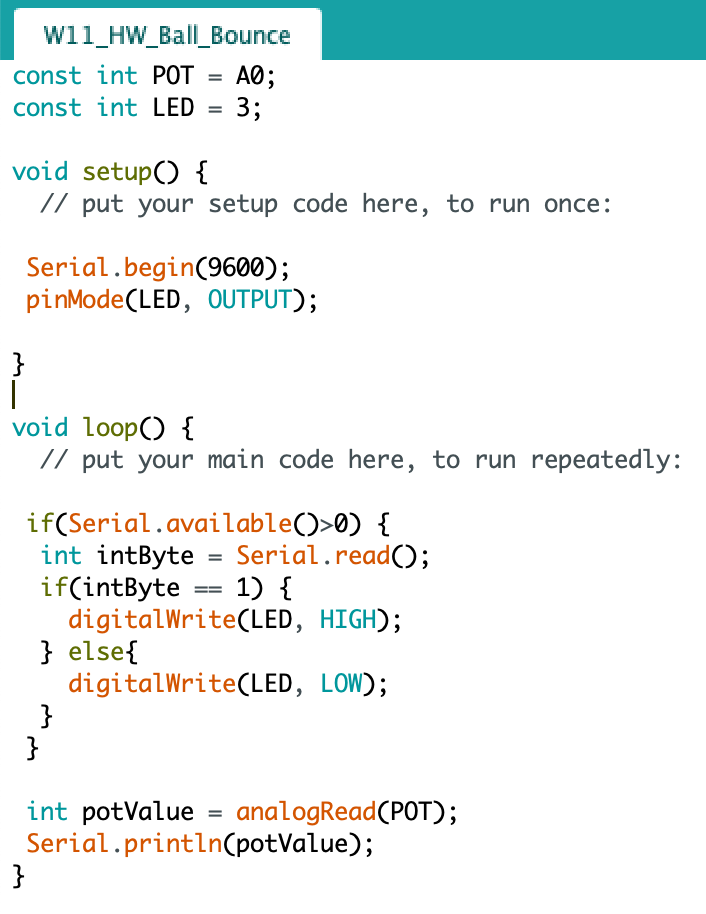 W11_HW_Ball_Bounce
const int POT = A0;
const int LED = 3;
void setup() {
  // put your setup code here, to run once:
 Serial.begin(9600);
 pinMode(LED, OUTPUT);
}
void loop() {
  // put your main code here, to run repeatedly:
 if(Serial.available()>0) {
  int intByte = Serial.read();
  if(intByte == 1) {
    digitalWrite(LED, HIGH);
  } else{
    digitalWrite(LED, LOW);
  }
 }
 int potValue = analogRead(POT);
 Serial.println(potValue);
}